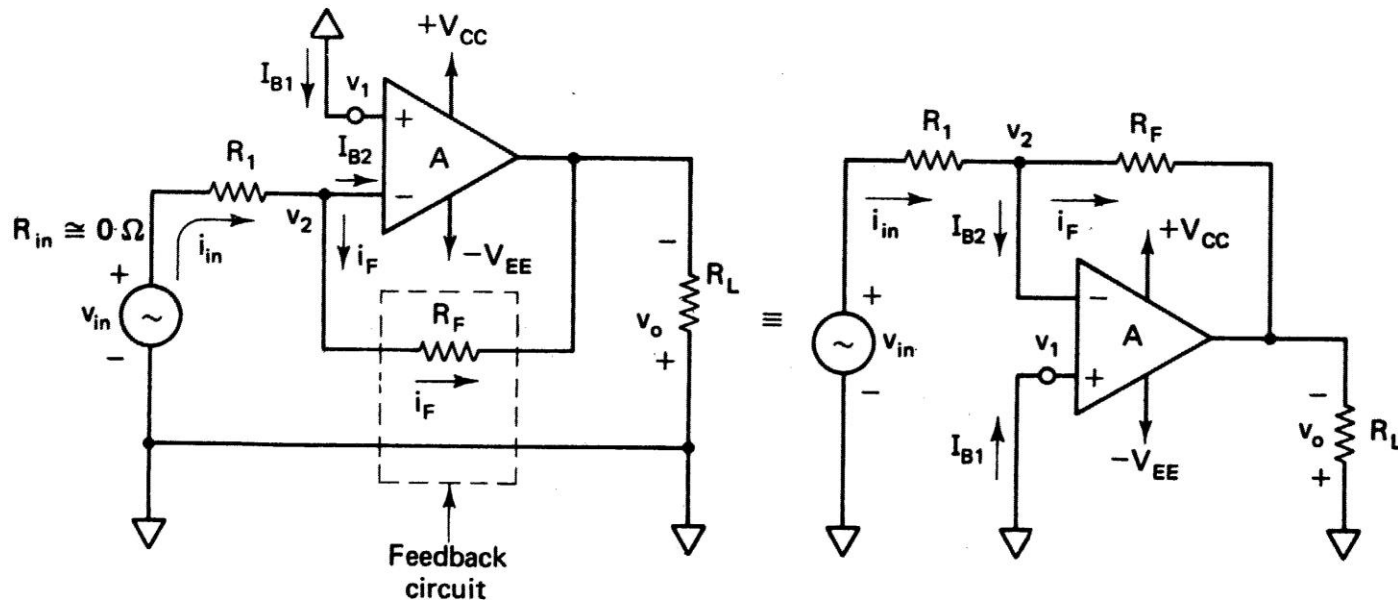 +V_CC
I_B1
v_1
+
A
R_1
I_B2
−
v_2
R_in ≅ 0 Ω
i_in
i_F
−V_EE
+
v_in
−
R_F
i_F
−
v_o
R_L
+
Feedback
circuit
≡
R_1
v_2
R_F
i_in
I_B2
i_F
+V_CC
+
v_in
−
−
A
v_1
+
I_B1
−V_EE
−
v_o
R_L
+